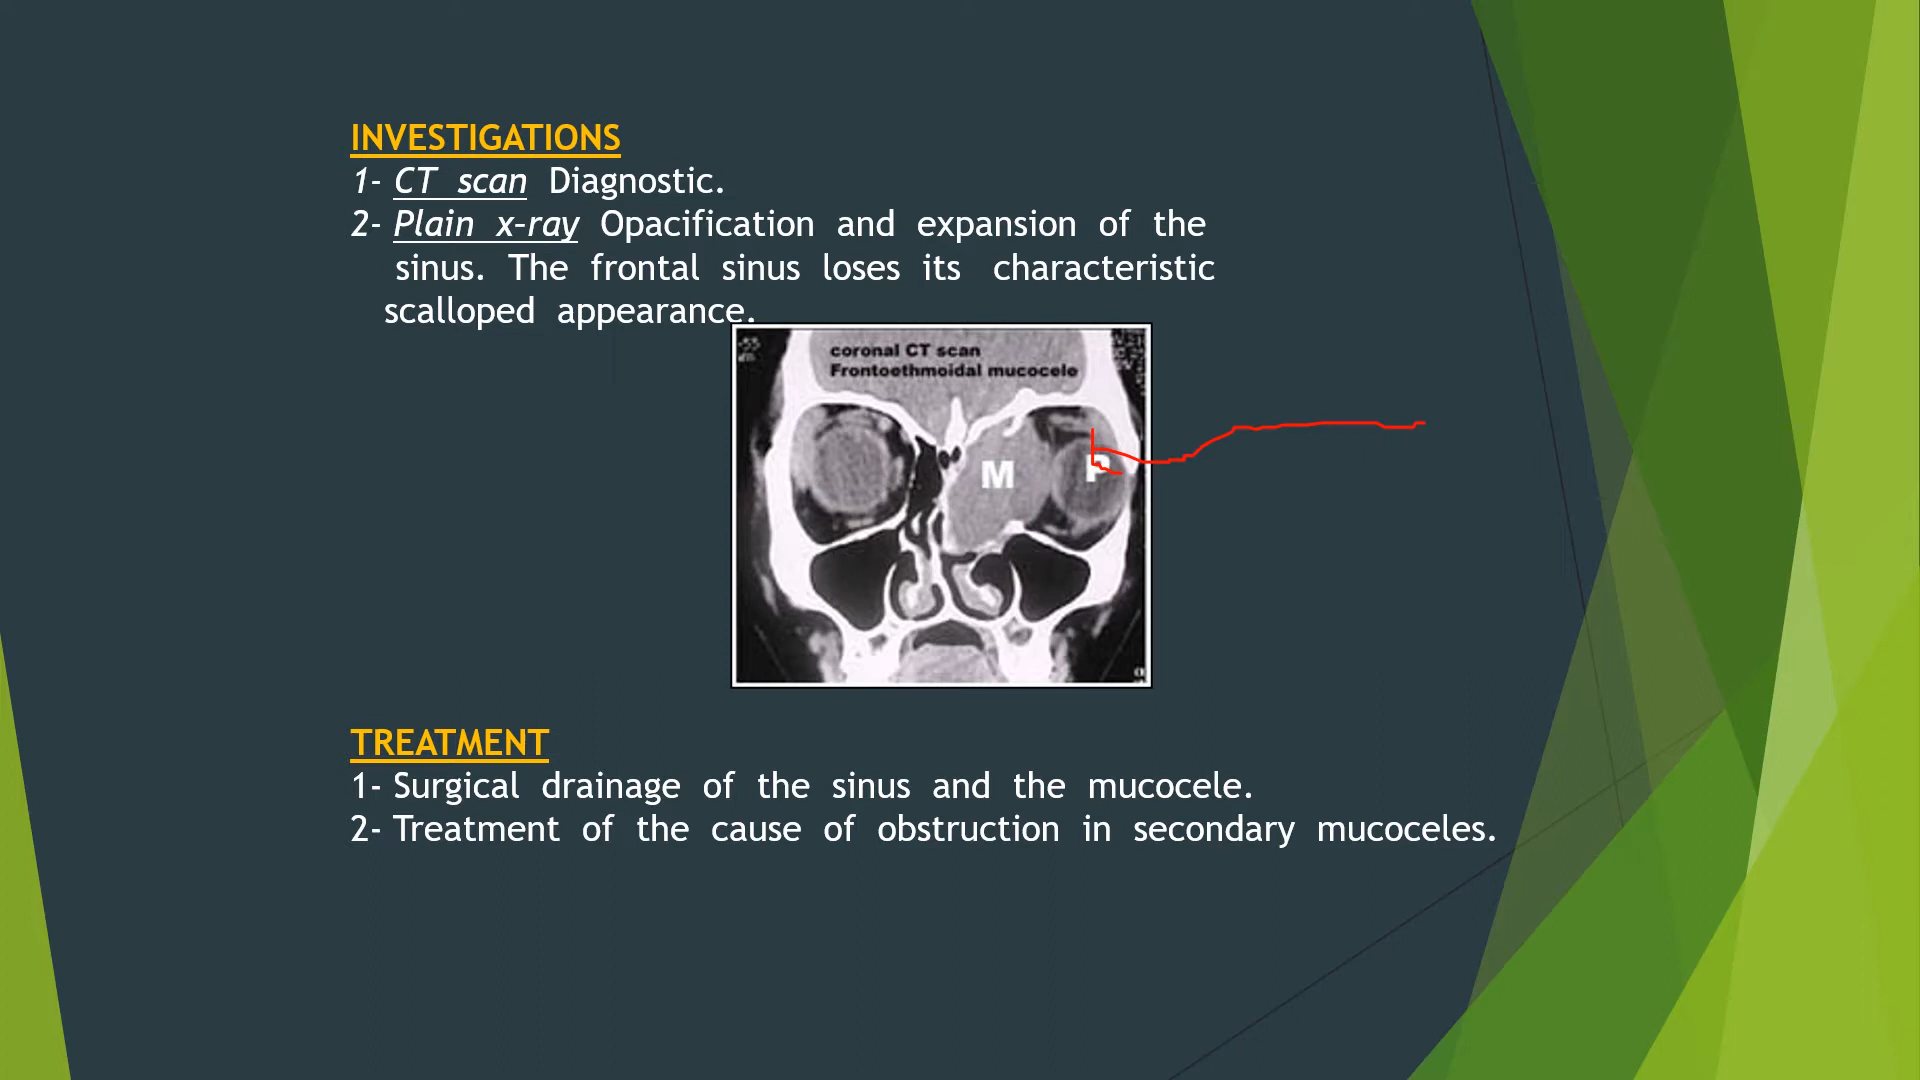 INVESTIGATIONS
1- CT scan Diagnostic.
2- Plain x-ray Opacification and expansion of the
sinus. The frontal sinus loses its characteristic
scalloped appearance.
coronal CT scan
Frontoethmoidal mucocele
M
P
TREATMENT
1- Surgical drainage of the sinus and the mucocele.
2- Treatment of the cause of obstruction in secondary mucoceles.